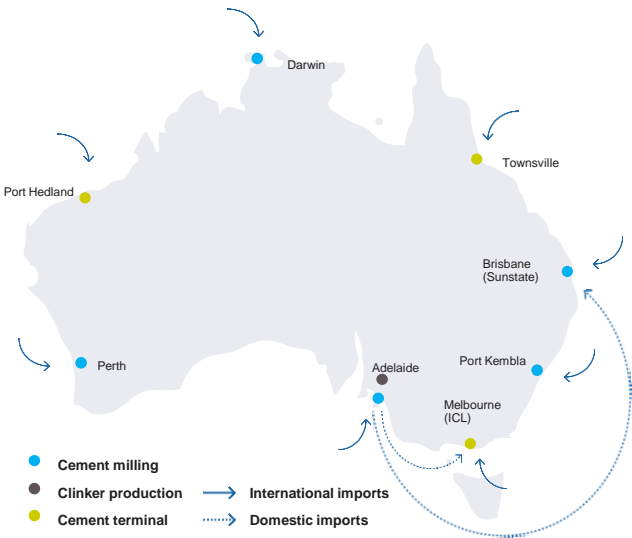 Darwin
Townsville
Port Hedland
Brisbane
(Sunstate)
Perth
Adelaide
Port Kembla
Melbourne
(ICL)
Cement milling
Clinker production
International imports
Cement terminal
Domestic imports